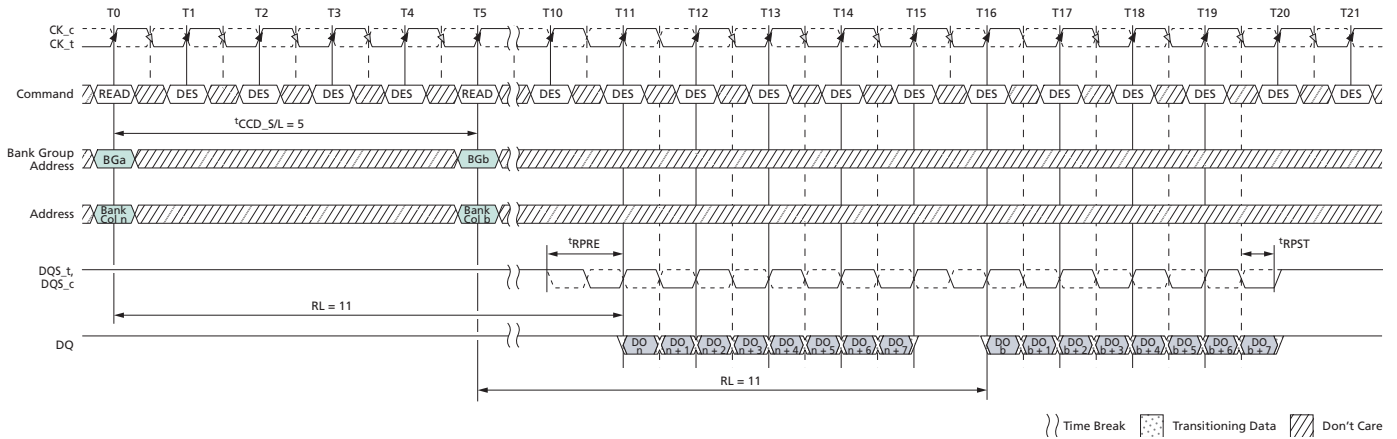 T0 T1 T2 T3 T4 T5 T10 T11 T12 T13 T14 T15 T16 T17 T18 T19 T20 T21
CK_c
CK_t
Command READ DES DES DES DES READ DES DES DES DES DES DES DES DES DES DES DES DES
tCCD_S/L = 5
Bank Group
Address
BGa BGb
Address
Bank
Col n
Bank
Col b
tRPRE tRPST
DQS_t,
DQS_c
RL = 11
DQ
DO
n
DO
n + 1
DO
n + 2
DO
n + 3
DO
n + 4
DO
n + 5
DO
n + 6
DO
n + 7
DO
b
DO
b + 1
DO
b + 2
DO
b + 3
DO
b + 4
DO
b + 5
DO
b + 6
DO
b + 7
RL = 11
Time Break Transitioning Data Don't Care